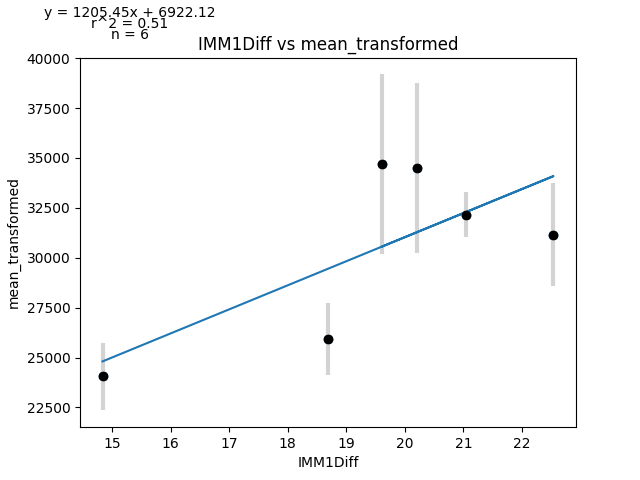 y = 1205.45x + 6922.12
r^2 = 0.51
n = 6
IMM1Diff vs mean_transformed
40000
37500
35000
32500
30000
27500
25000
22500
mean_transformed
15 16 17 18 19 20 21 22
IMM1Diff